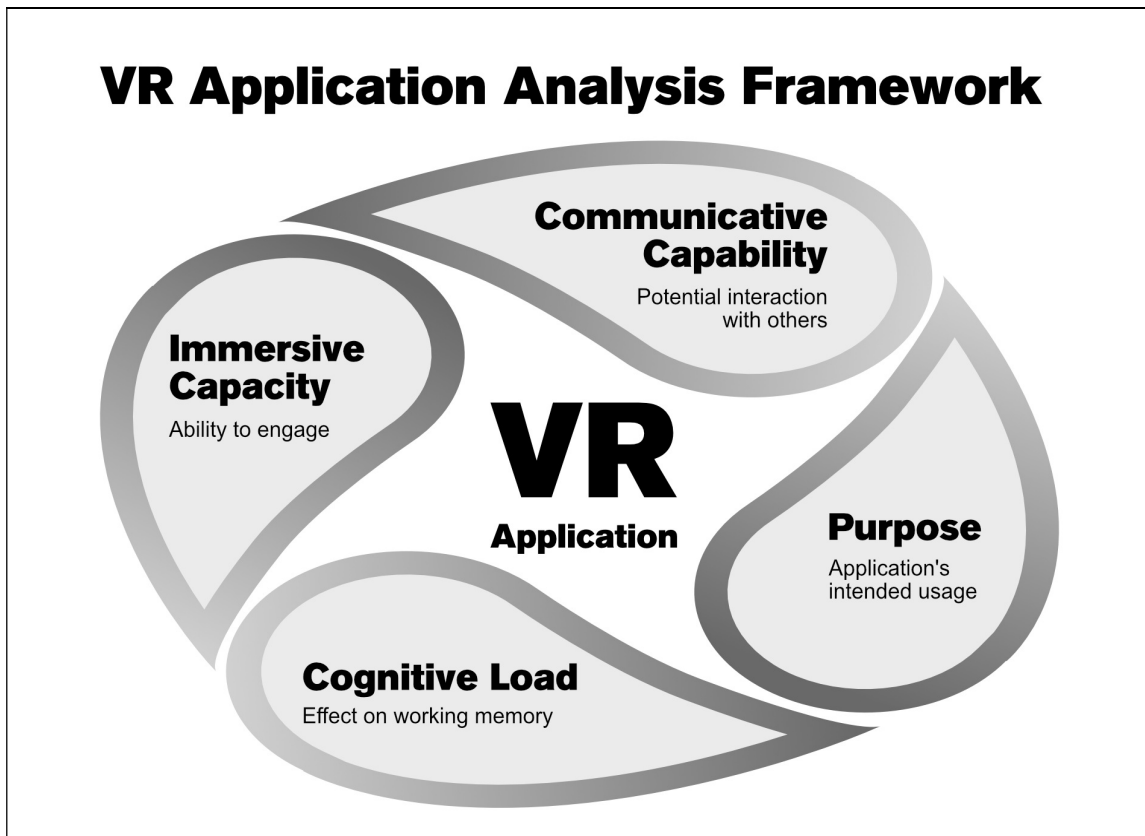 VR Application Analysis Framework
Communicative
Capability
Potential interaction
with others
Immersive
Capacity
Ability to engage
VR
Application
Purpose
Application's
intended usage
Cognitive Load
Effect on working memory